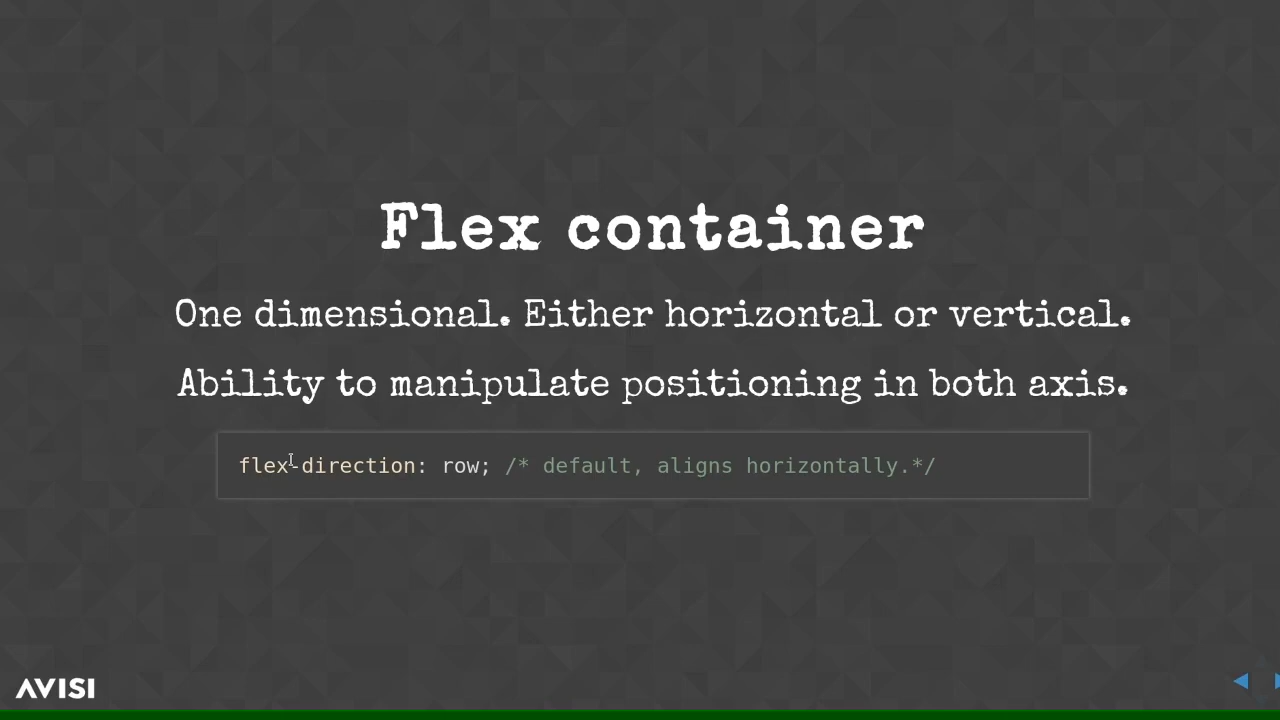 Flex container
One dimensional. Either horizontal or vertical.
Ability to manipulate positioning in both axis.
flex-direction: row; /* default, aligns horizontally.*/
AVISI